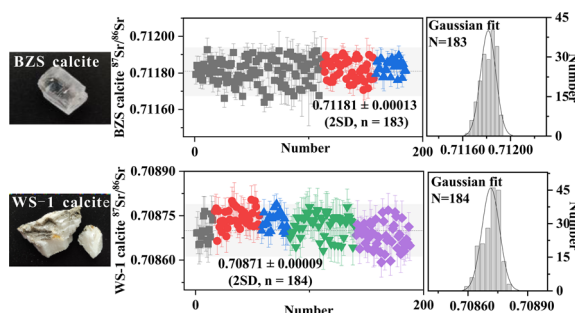 BZS calcite
BZS calcite ⁸⁷Sr/⁸⁶Sr
0.71200
0.71180
0.71160
0.71181 ± 0.00013
(2SD, n = 183)
0
Number
200
Gaussian fit
N=183
45
30
15
0
Number
0.71160
0.71200
WS−1 calcite
WS-1 calcite ⁸⁷Sr/⁸⁶Sr
0.70890
0.70875
0.70860
0.70871 ± 0.00009
(2SD, n = 184)
0
Number
200
Gaussian fit
N=184
45
30
15
0
Number
0.70860
0.70890